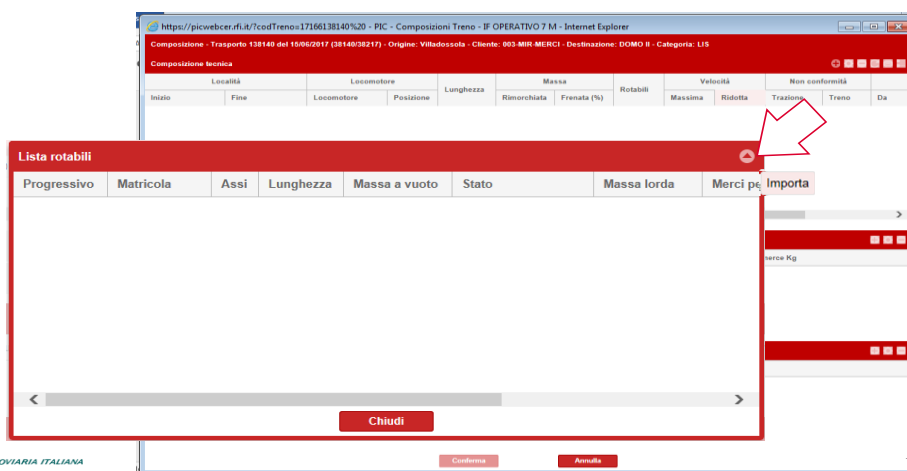 https://picwebcer.rfi.it/?codTreno=17166138140%20 - PIC - Composizioni Treno - IF OPERATIVO 7 M - Internet Explorer
Composizione - Trasporto 138140 del 15/06/2017 (38140/38217) - Origine: Villadossola - Cliente: 003-MIR-MERCI - Destinazione: DOMO II - Categoria: LIS
Composizione tecnica
Località Locomotore Lunghezza Massa Rotabili Velocità Non conformità
Inizio Fine Locomotore Posizione Rimorchiata Frenata (%) Massima Ridotta Trazione Treno Da
Lista rotabili
Progressivo Matricola Assi Lunghezza Massa a vuoto Stato Massa lorda Merci pe Importa
merce Kg
Chiudi
Conferma Annulla
OVIARIA ITALIANA